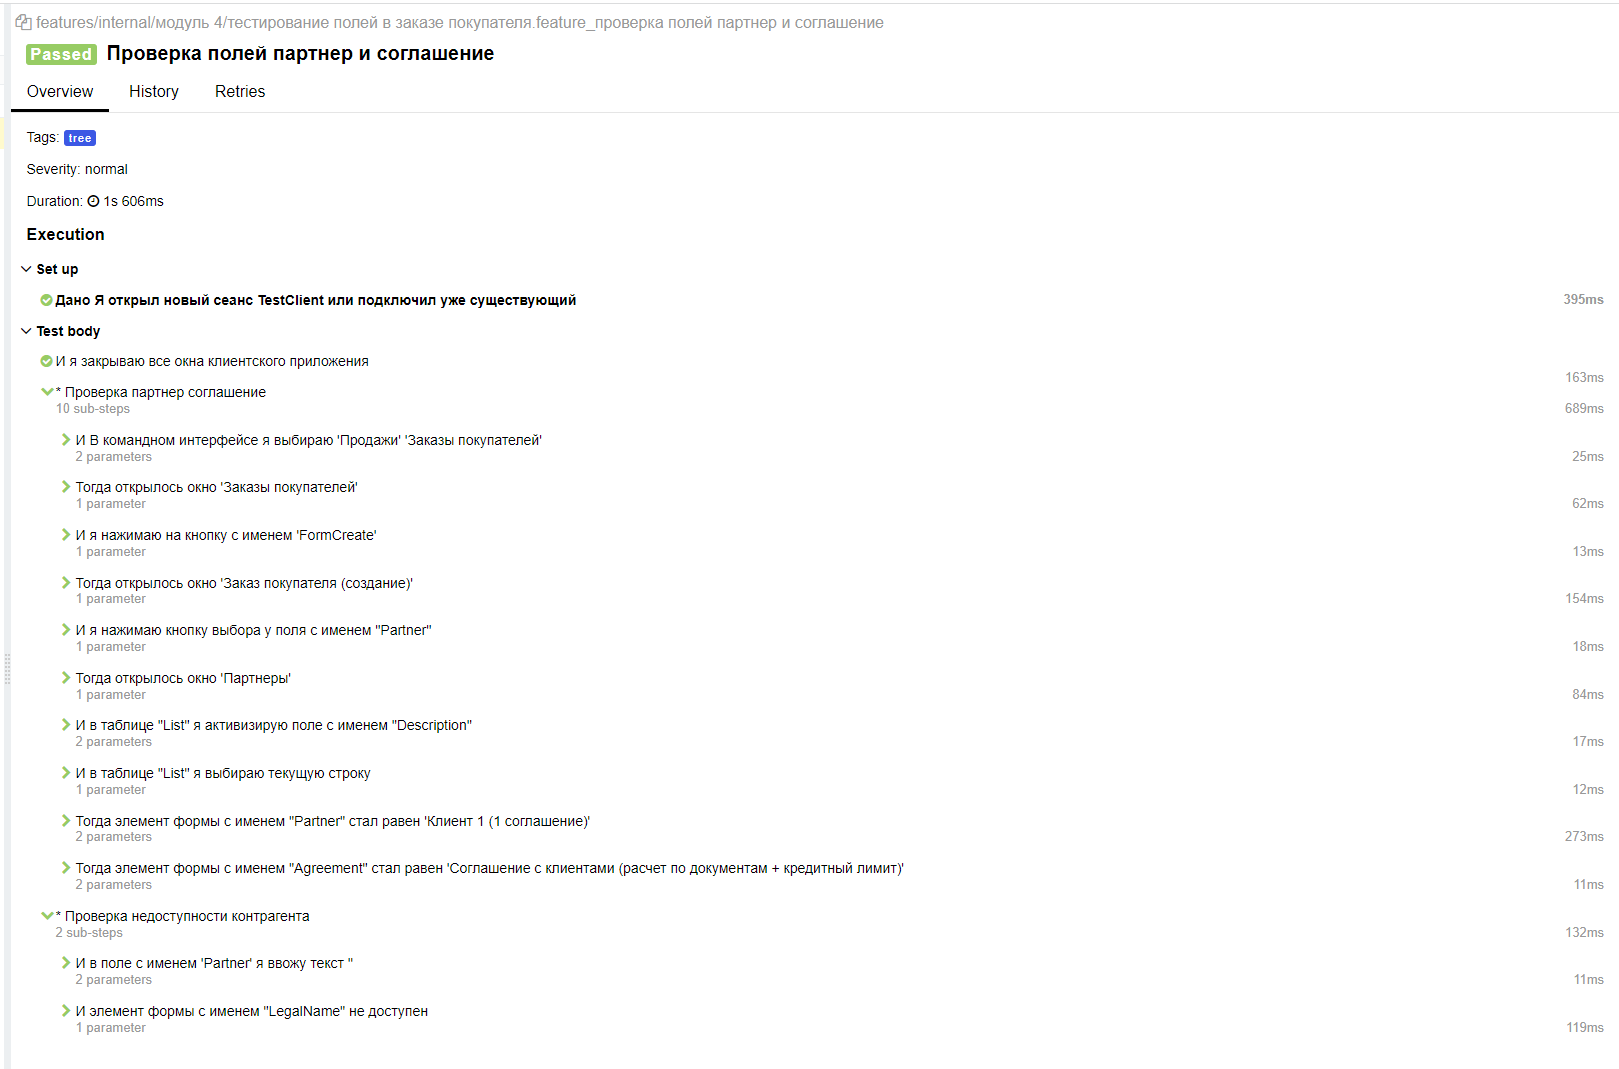 features/internal/модуль 4/тестирование полей в заказе покупателя.feature_проверка полей партнер и соглашение
Passed Проверка полей партнер и соглашение
Overview History Retries
Tags: tree
Severity: normal
Duration: 1s 606ms
Execution
Set up
Дано Я открыл новый сеанс TestClient или подключил уже существующий 395ms
Test body
И я закрываю все окна клиентского приложения
163ms
* Проверка партнер соглашение
10 sub-steps 689ms
И В командном интерфейсе я выбираю 'Продажи' 'Заказы покупателей'
2 parameters 25ms
Тогда открылось окно 'Заказы покупателей'
1 parameter 62ms
И я нажимаю на кнопку с именем 'FormCreate'
1 parameter 13ms
Тогда открылось окно 'Заказ покупателя (создание)'
1 parameter 154ms
И я нажимаю кнопку выбора у поля с именем "Partner"
1 parameter 18ms
Тогда открылось окно 'Партнеры'
1 parameter 84ms
И в таблице "List" я активизирую поле с именем "Description"
2 parameters 17ms
И в таблице "List" я выбираю текущую строку
1 parameter 12ms
Тогда элемент формы с именем "Partner" стал равен 'Клиент 1 (1 соглашение)'
2 parameters 273ms
Тогда элемент формы с именем "Agreement" стал равен 'Соглашение с клиентами (расчет по документам + кредитный лимит)'
2 parameters 11ms
* Проверка недоступности контрагента
2 sub-steps 132ms
И в поле с именем 'Partner' я ввожу текст ''
2 parameters 11ms
И элемент формы с именем "LegalName" не доступен
1 parameter 119ms